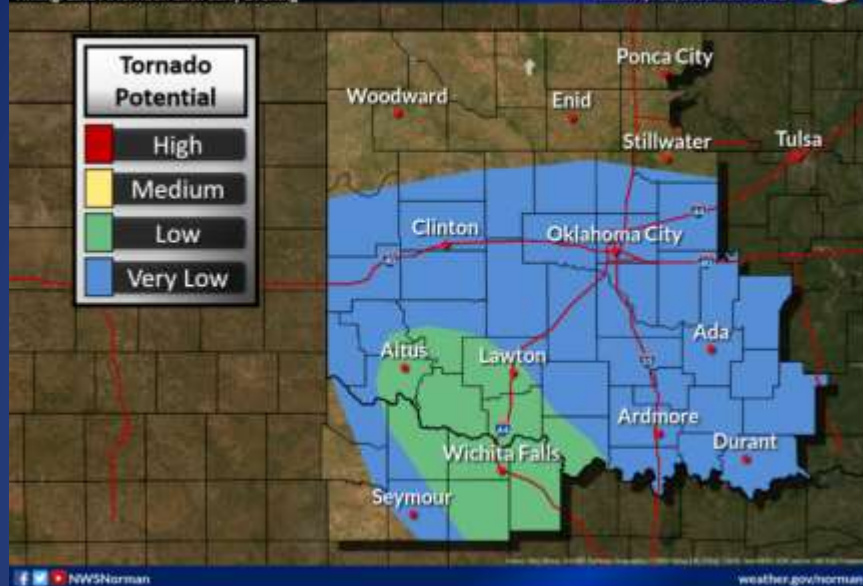 Tornado
Potential
High
Medium
Low
Very Low
Ponca City
Woodward
Enid
Stillwater
Tulsa
Clinton
Oklahoma City
Ada
Altus
Lawton
Ardmore
Durant
44
Wichita Falls
Seymour
NWSNorman
weather.gov/norman